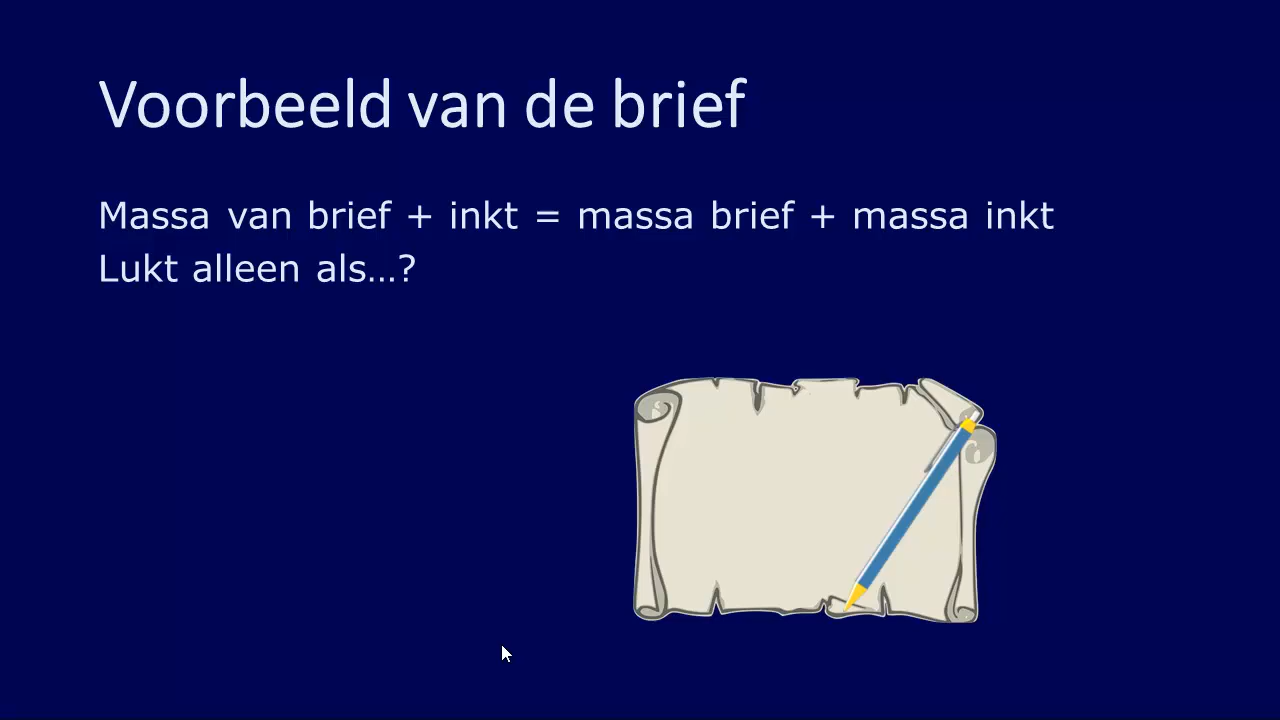 Voorbeeld van de brief
Massa van brief + inkt = massa brief + massa inkt
Lukt alleen als…?